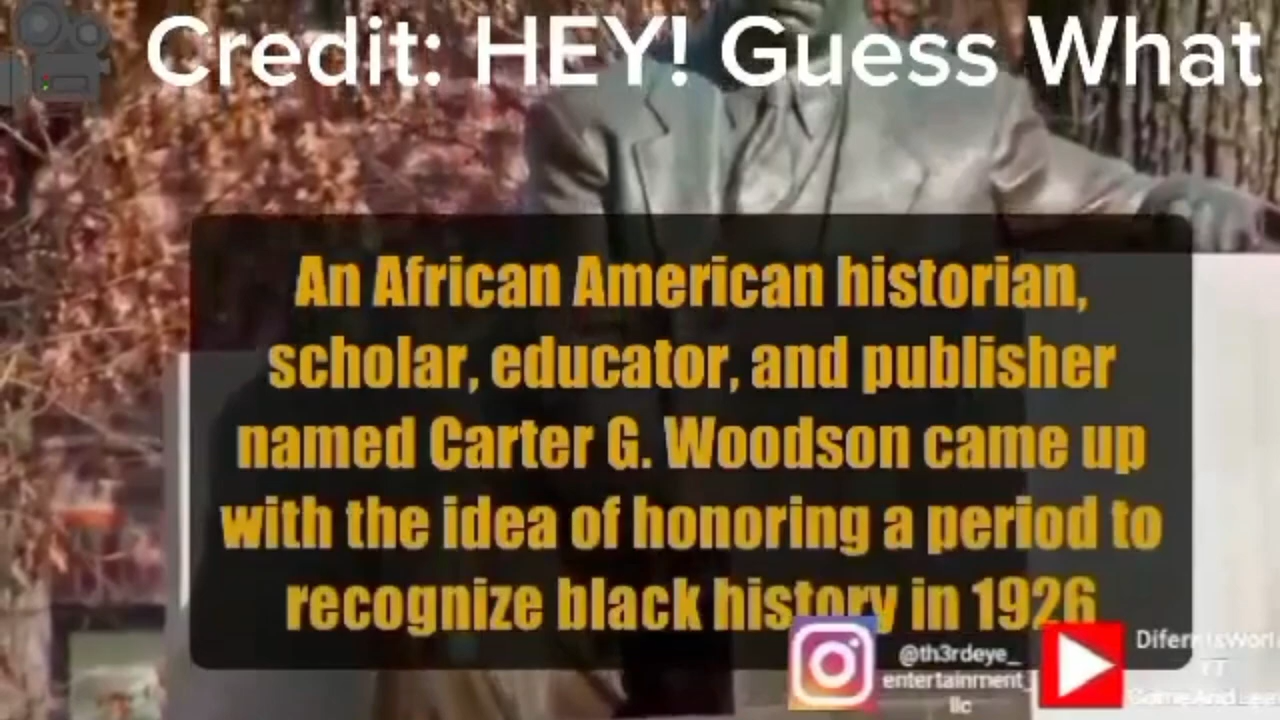 Credit: HEY! Guess What
An African American historian,
scholar, educator, and publisher
named Carter G. Woodson came up
with the idea of honoring a period to
recognize black history in 1926
@th3rdeye_
entertainment_
llc
YT